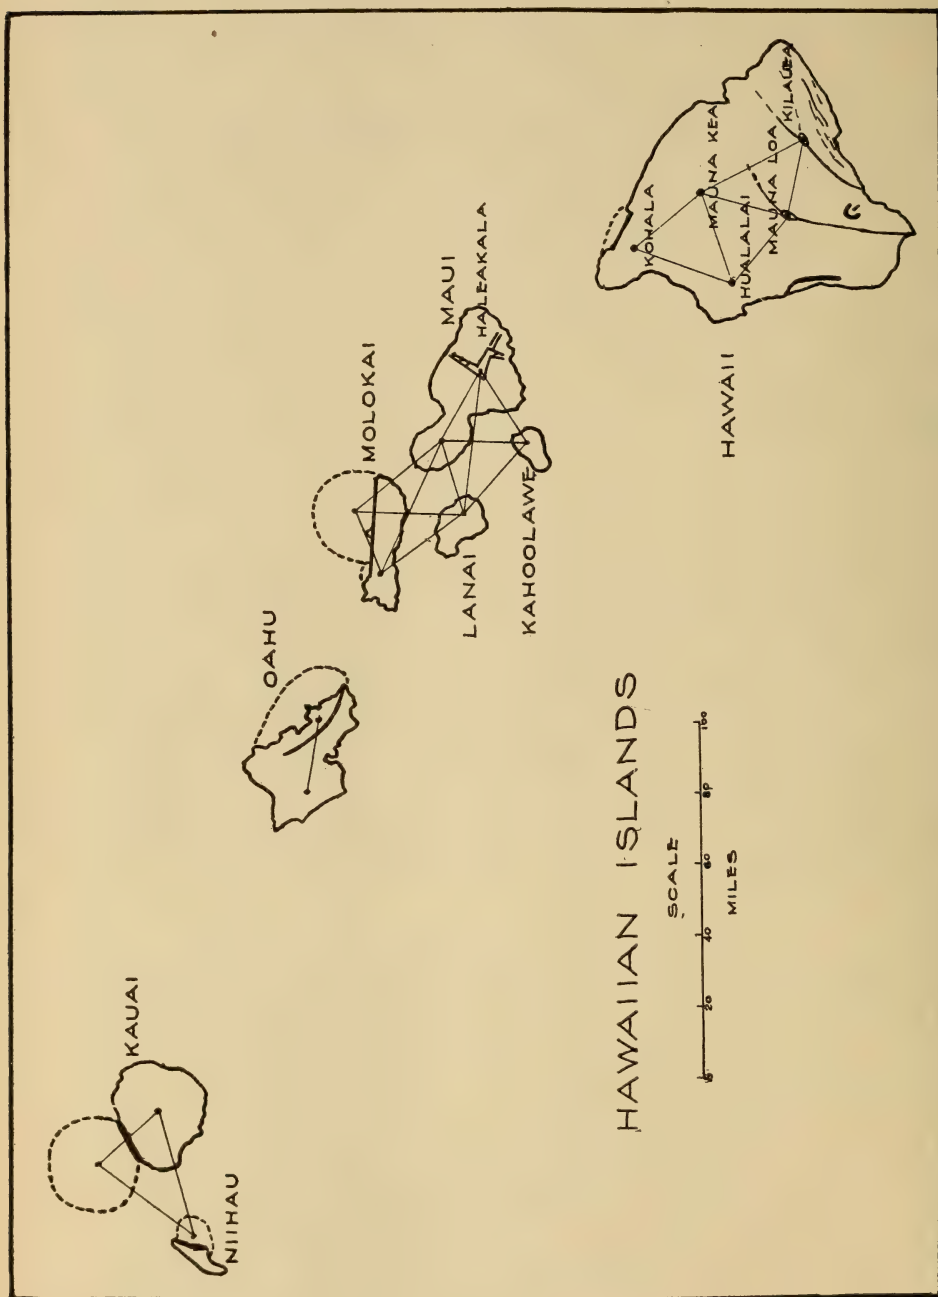 KAUAI
NIIHAU
OAHU
MOLOKAI
MAUI
HALEAKALA
LANAI
KAHOOLAWE
KOHALA
MAUNA KEA
HUALALAI
MAUNA LOA
KILAUEA
HAWAII
HAWAIIAN ISLANDS
SCALE
20 40 60 80 100
MILES